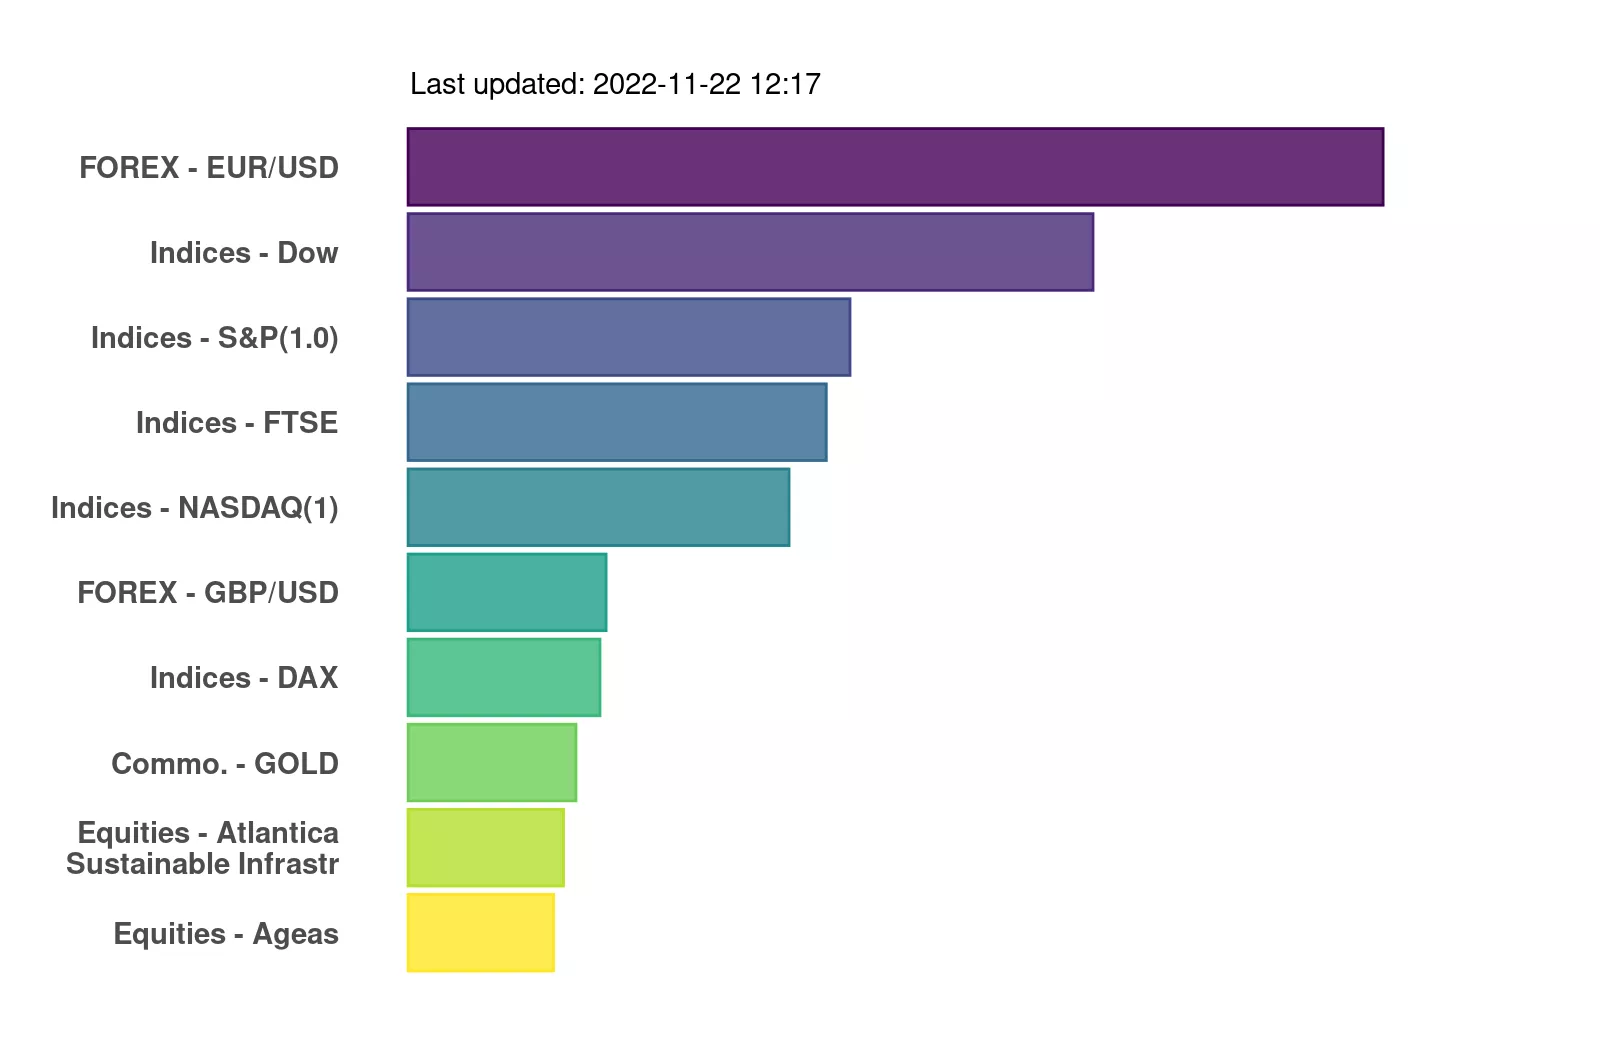 Last updated: 2022-11-22 12:17
FOREX - EUR/USD
Indices - Dow
Indices - S&P(1.0)
Indices - FTSE
Indices - NASDAQ(1)
FOREX - GBP/USD
Indices - DAX
Commo. - GOLD
Equities - Atlantica
Sustainable Infrastr
Equities - Ageas